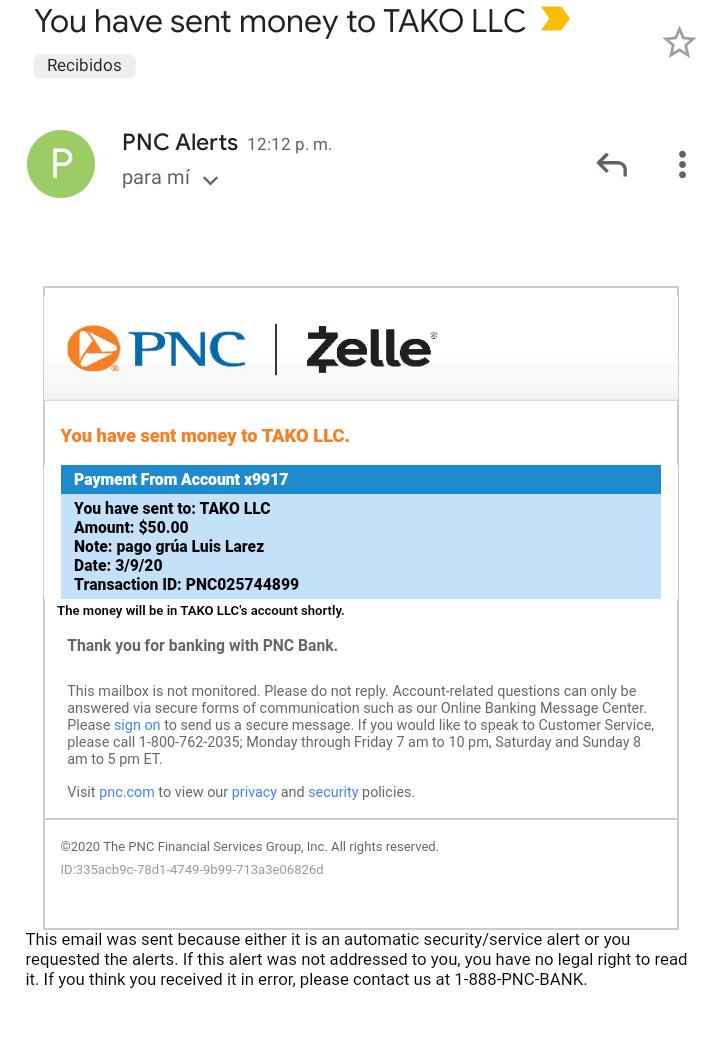 You have sent money to TAKO LLC
Recibidos
P
PNC Alerts 12:12 p. m.
para mí
PNC® | Zelle®
You have sent money to TAKO LLC.
Payment From Account x9917
You have sent to: TAKO LLC
Amount: $50.00
Note: pago grúa Luis Larez
Date: 3/9/20
Transaction ID: PNC025744899
The money will be in TAKO LLC's account shortly.
Thank you for banking with PNC Bank.
This mailbox is not monitored. Please do not reply. Account-related questions can only be
answered via secure forms of communication such as our Online Banking Message Center.
Please sign on to send us a secure message. If you would like to speak to Customer Service,
please call 1-800-762-2035; Monday through Friday 7 am to 10 pm, Saturday and Sunday 8
am to 5 pm ET.
Visit pnc.com to view our privacy and security policies.
©2020 The PNC Financial Services Group, Inc. All rights reserved.
ID:335acb9c-78d1-4749-9b99-713a3e06826d
This email was sent because either it is an automatic security/service alert or you
requested the alerts. If this alert was not addressed to you, you have no legal right to read
it. If you think you received it in error, please contact us at 1-888-PNC-BANK.